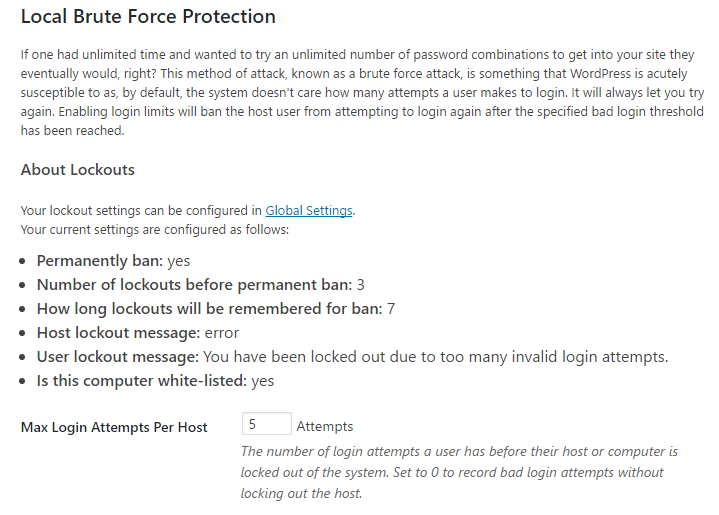 Local Brute Force Protection
If one had unlimited time and wanted to try an unlimited number of password combinations to get into your site they
eventually would, right? This method of attack, known as a brute force attack, is something that WordPress is acutely
susceptible to as, by default, the system doesn't care how many attempts a user makes to login. It will always let you try
again. Enabling login limits will ban the host user from attempting to login again after the specified bad login threshold
has been reached.
About Lockouts
Your lockout settings can be configured in Global Settings.
Your current settings are configured as follows:
• Permanently ban: yes
• Number of lockouts before permanent ban: 3
• How long lockouts will be remembered for ban: 7
• Host lockout message: error
• User lockout message: You have been locked out due to too many invalid login attempts.
• Is this computer white-listed: yes
Max Login Attempts Per Host 5 Attempts
The number of login attempts a user has before their host or computer is
locked out of the system. Set to 0 to record bad login attempts without
locking out the host.